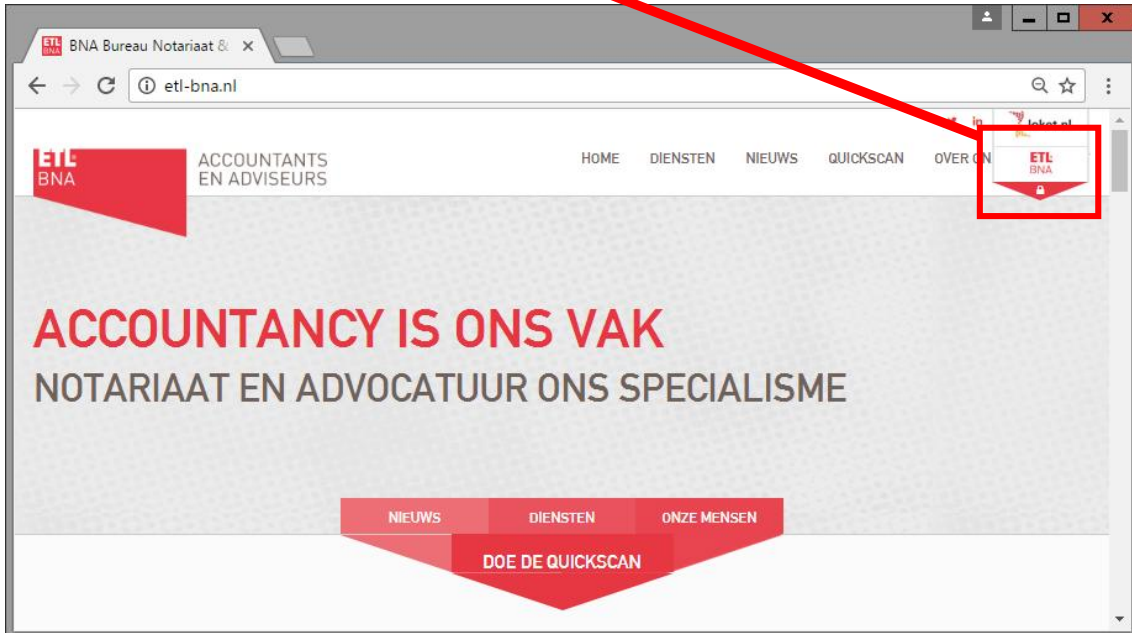 BNA Bureau Notariaat &
etl-bna.nl
in
loket.nl
ETL
BNA
ACCOUNTANTS
EN ADVISEURS
HOME DIENSTEN NIEUWS QUICKSCAN OVER ON
ETL
BNA
ACCOUNTANCY IS ONS VAK
NOTARIAAT EN ADVOCATUUR ONS SPECIALISME
NIEUWS DIENSTEN ONZE MENSEN
DOE DE QUICKSCAN